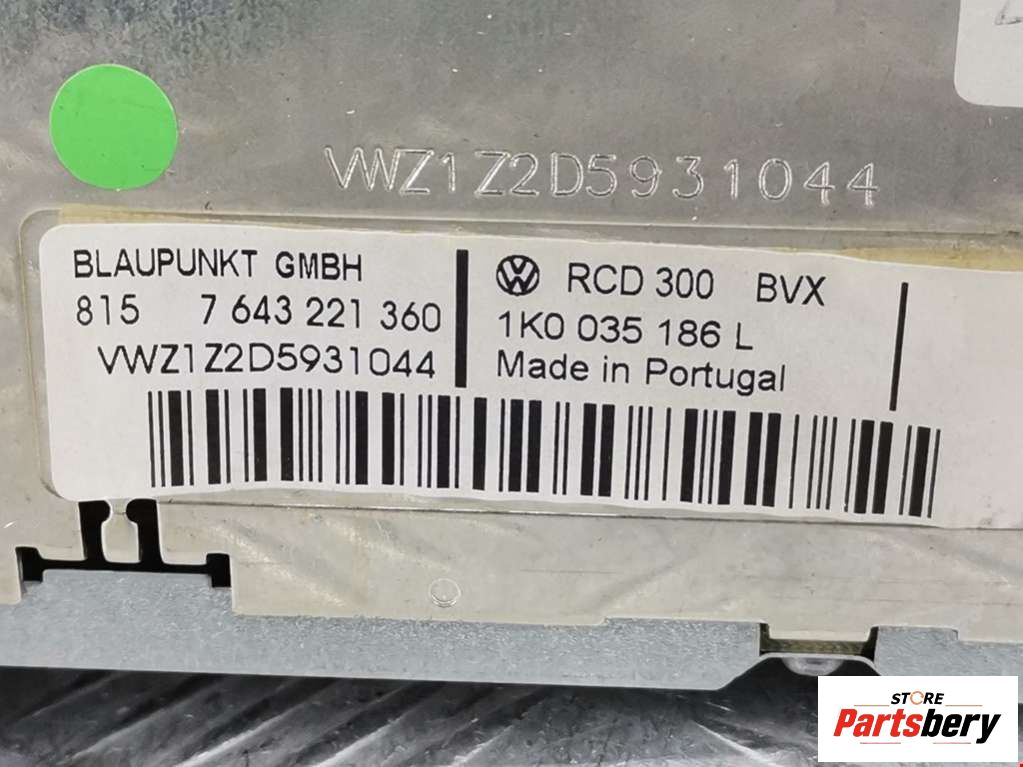 VWZ1Z2D5931044
BLAUPUNKT GMBH
815 7 643 221 360
VWZ1Z2D5931044
RCD 300 BVX
1K0 035 186 L
Made in Portugal
STORE
Partsbery